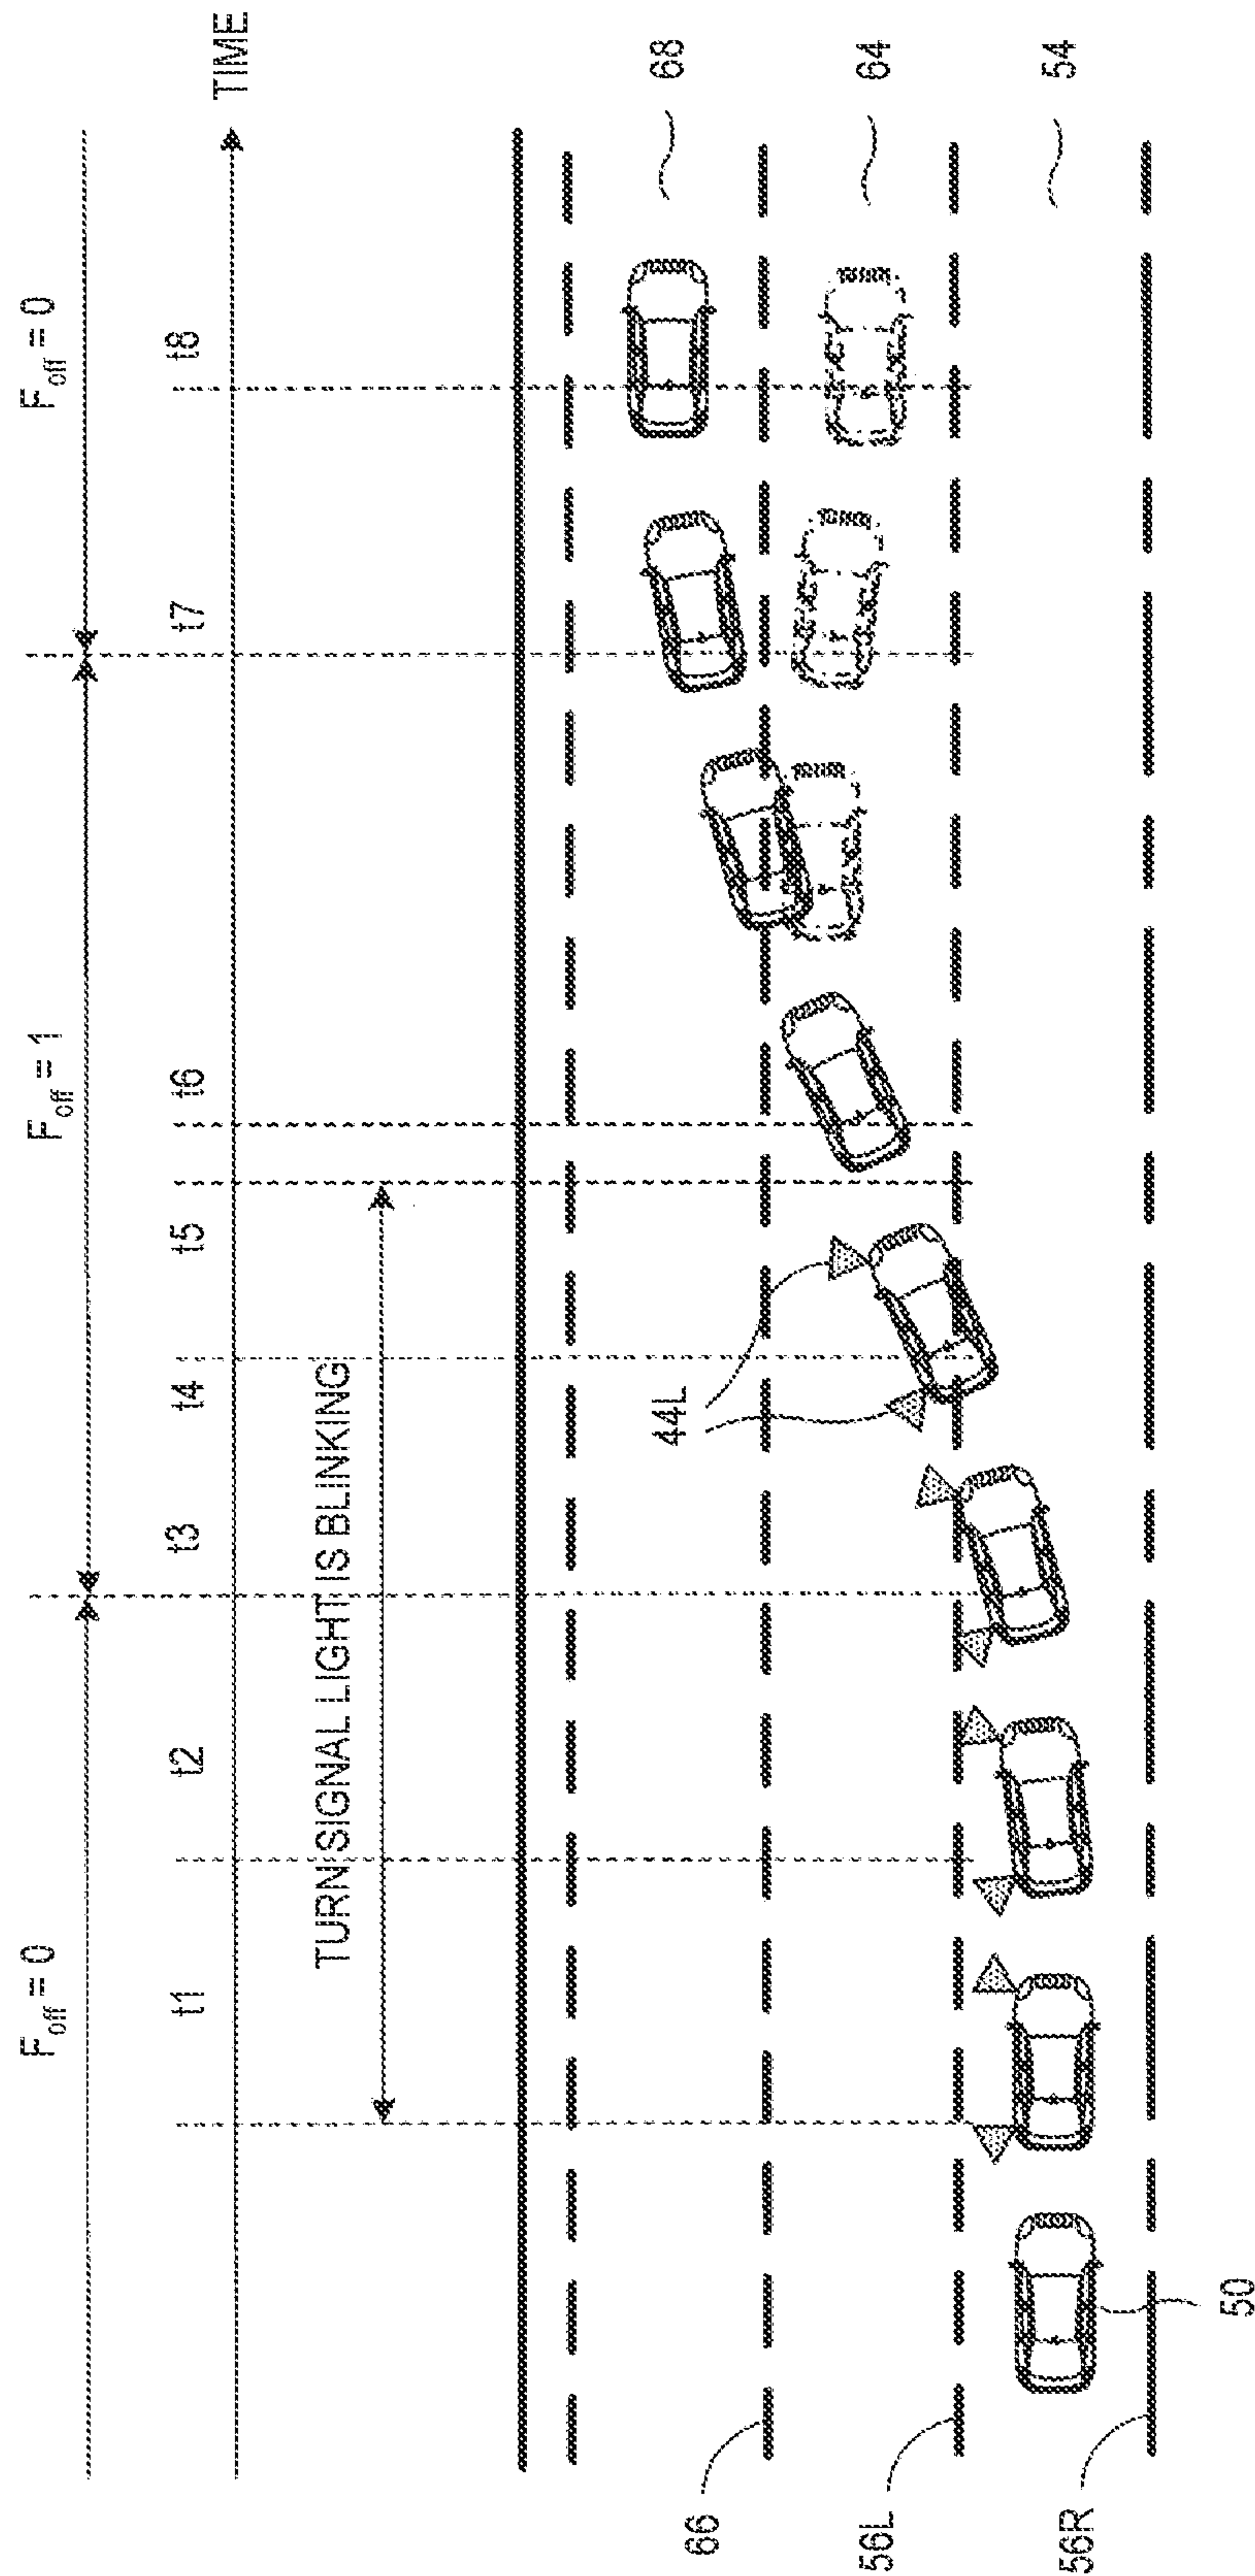 F_off = 0
F_off = 1
F_off = 0
TIME
t1
t2
t3
t4
t5
t6
t7
t8
TURN SIGNAL LIGHT IS BLINKING
44L
68
64
54
66
56L
56R
50